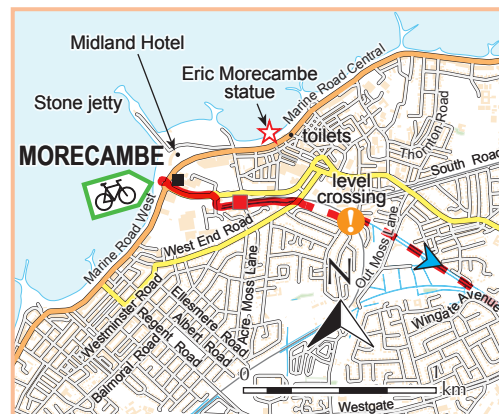 Midland Hotel
Eric Morecambe
statue
Marine Road Central
Stone jetty
toilets
Thornton Road
MORECAMBE
South Road
level
crossing
!
Marine Road West
West End Road
Out Moss Lane
N
Acre Moss Lane
Westminster Road
Ellesmere Road
Albert Road
Regent Road
Balmoral Road
Wingate Avenue
0
1
km
Westgate